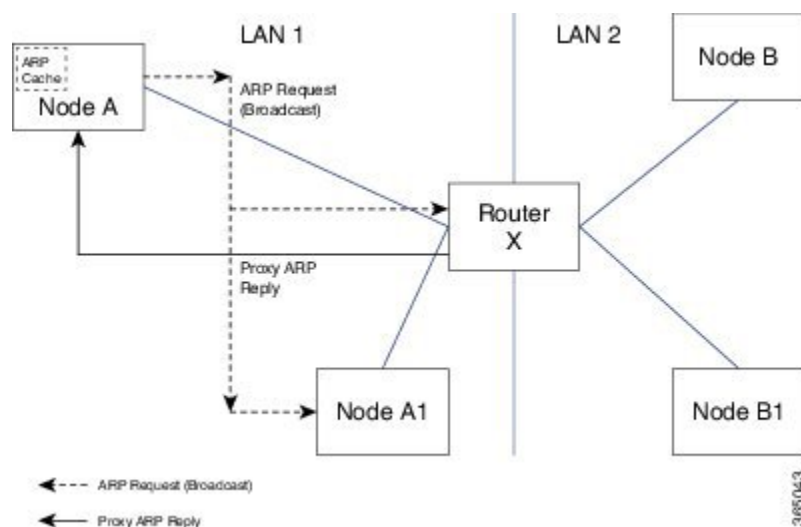 LAN 1
LAN 2
ARP
Cache
Node A
ARP Request
(Broadcast)
Node B
Router
X
Proxy ARP
Reply
Node A1
Node B1
ARP Request (Broadcast)
Proxy ARP Reply
365043